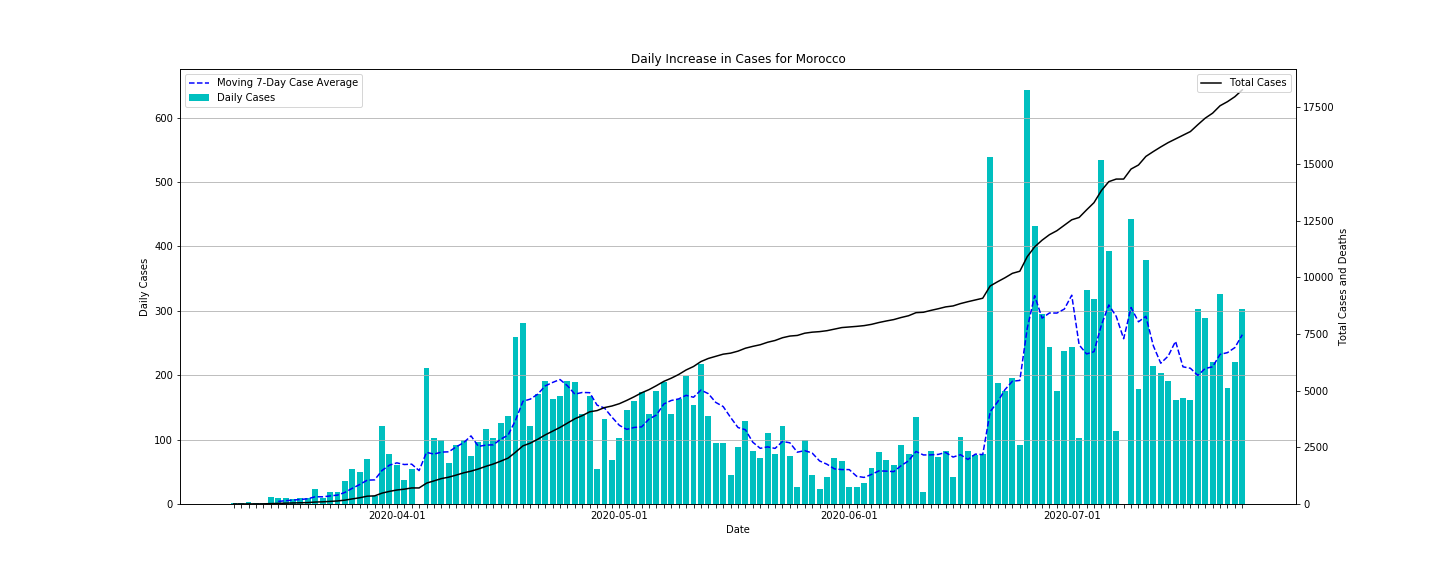 Daily Increase in Cases for Morocco
Moving 7-Day Case Average
Daily Cases
Total Cases
600
500
400
300
200
100
0
Daily Cases
17500
15000
12500
10000
7500
5000
2500
0
Total Cases and Deaths
2020-04-01
2020-05-01
2020-06-01
2020-07-01
Date